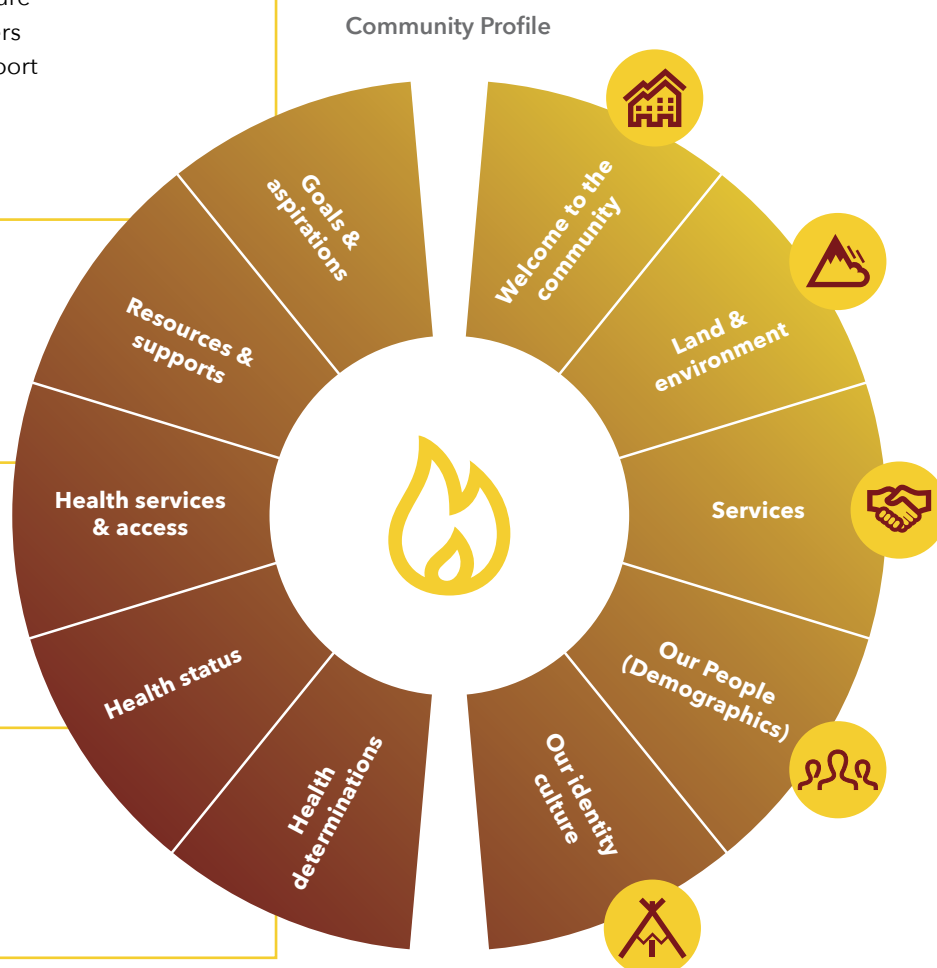 ers
port
Community Profile
Goals &
aspirations
Welcome to the
community
Resources &
supports
Land &
environment
Health services
& access
Services
Health status
Our People
(Demographics)
Health
determinations
Our identity
culture